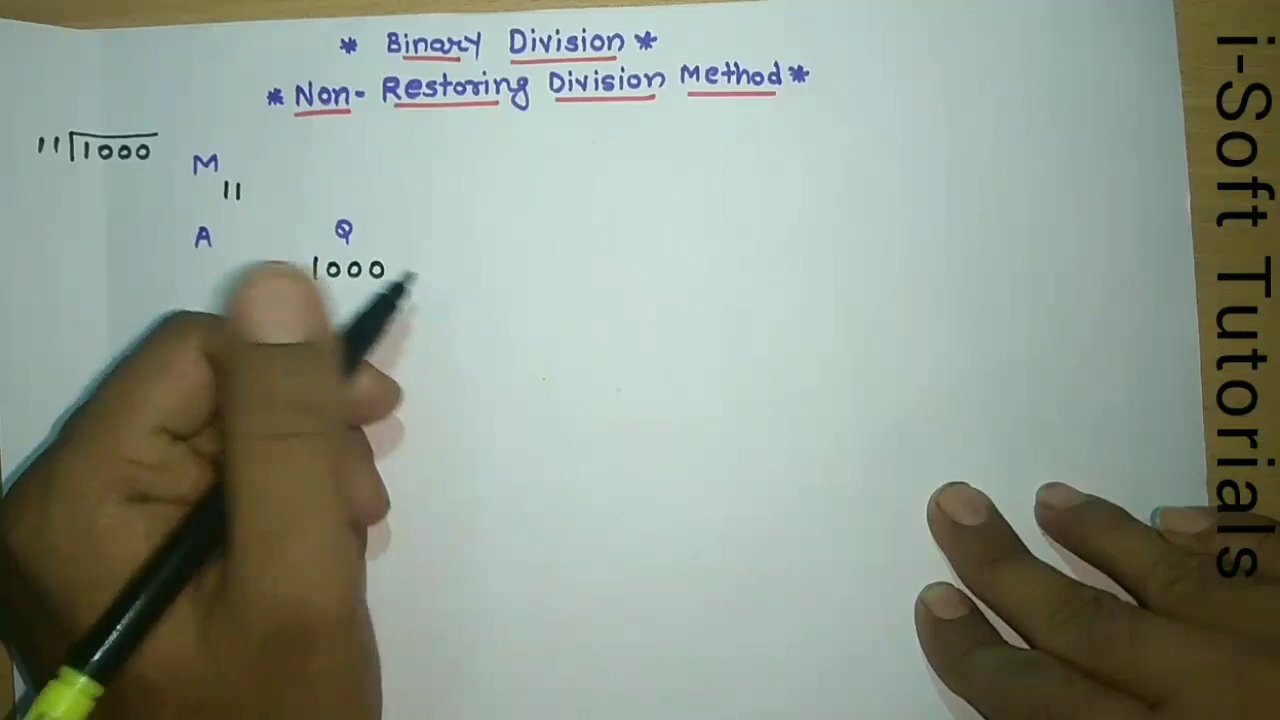 * Binary Division *
* Non-Restoring Division Method *
11 1000
M
11
A Q
1000
i-Soft Tutorials